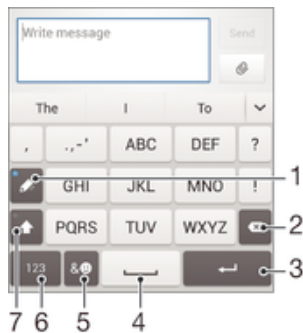 Write message
Send
The I To
, .,-' ABC DEF ?
GHI JKL MNO !
PQRS TUV WXYZ
123 &
1
2
3
4
5
6
7